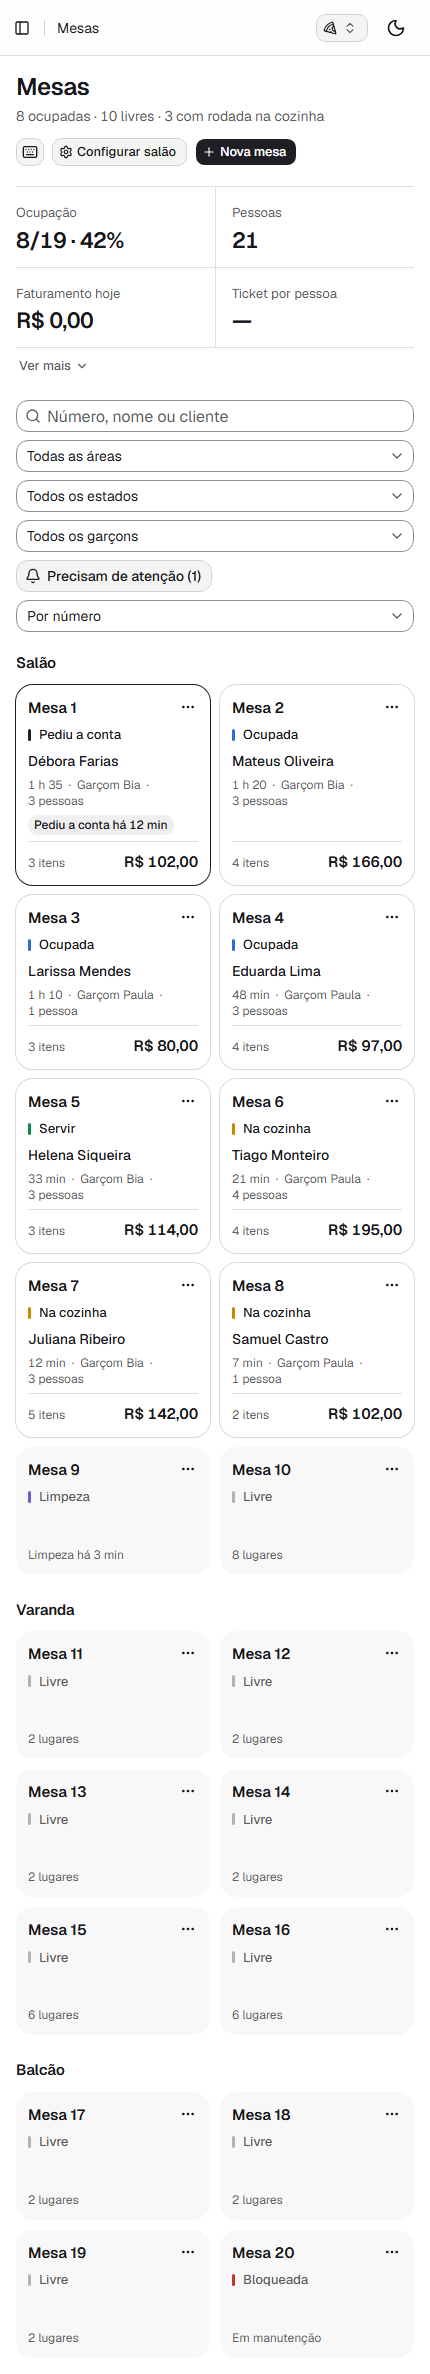 Mesas
Mesas
8 ocupadas · 10 livres · 3 com rodada na cozinha
Configurar salão
+ Nova mesa
Ocupação
8/19 · 42%
Pessoas
21
Faturamento hoje
R$ 0,00
Ticket por pessoa
—
Ver mais
Número, nome ou cliente
Todas as áreas
Todos os estados
Todos os garçons
Precisam de atenção (1)
Por número
Salão
Mesa 1
Pediu a conta
Débora Farias
1 h 35 · Garçom Bia ·
3 pessoas
Pediu a conta há 12 min
3 itens
R$ 102,00
Mesa 2
Ocupada
Mateus Oliveira
1 h 20 · Garçom Bia ·
3 pessoas
4 itens
R$ 166,00
Mesa 3
Ocupada
Larissa Mendes
1 h 10 · Garçom Paula ·
1 pessoa
3 itens
R$ 80,00
Mesa 4
Ocupada
Eduarda Lima
48 min · Garçom Paula ·
3 pessoas
4 itens
R$ 97,00
Mesa 5
Servir
Helena Siqueira
33 min · Garçom Bia ·
3 pessoas
3 itens
R$ 114,00
Mesa 6
Na cozinha
Tiago Monteiro
21 min · Garçom Paula ·
4 pessoas
4 itens
R$ 195,00
Mesa 7
Na cozinha
Juliana Ribeiro
12 min · Garçom Bia ·
3 pessoas
5 itens
R$ 142,00
Mesa 8
Na cozinha
Samuel Castro
7 min · Garçom Paula ·
1 pessoa
2 itens
R$ 102,00
Mesa 9
Limpeza
Limpeza há 3 min
Mesa 10
Livre
8 lugares
Varanda
Mesa 11
Livre
2 lugares
Mesa 12
Livre
2 lugares
Mesa 13
Livre
2 lugares
Mesa 14
Livre
2 lugares
Mesa 15
Livre
6 lugares
Mesa 16
Livre
6 lugares
Balcão
Mesa 17
Livre
2 lugares
Mesa 18
Livre
2 lugares
Mesa 19
Livre
2 lugares
Mesa 20
Bloqueada
Em manutenção